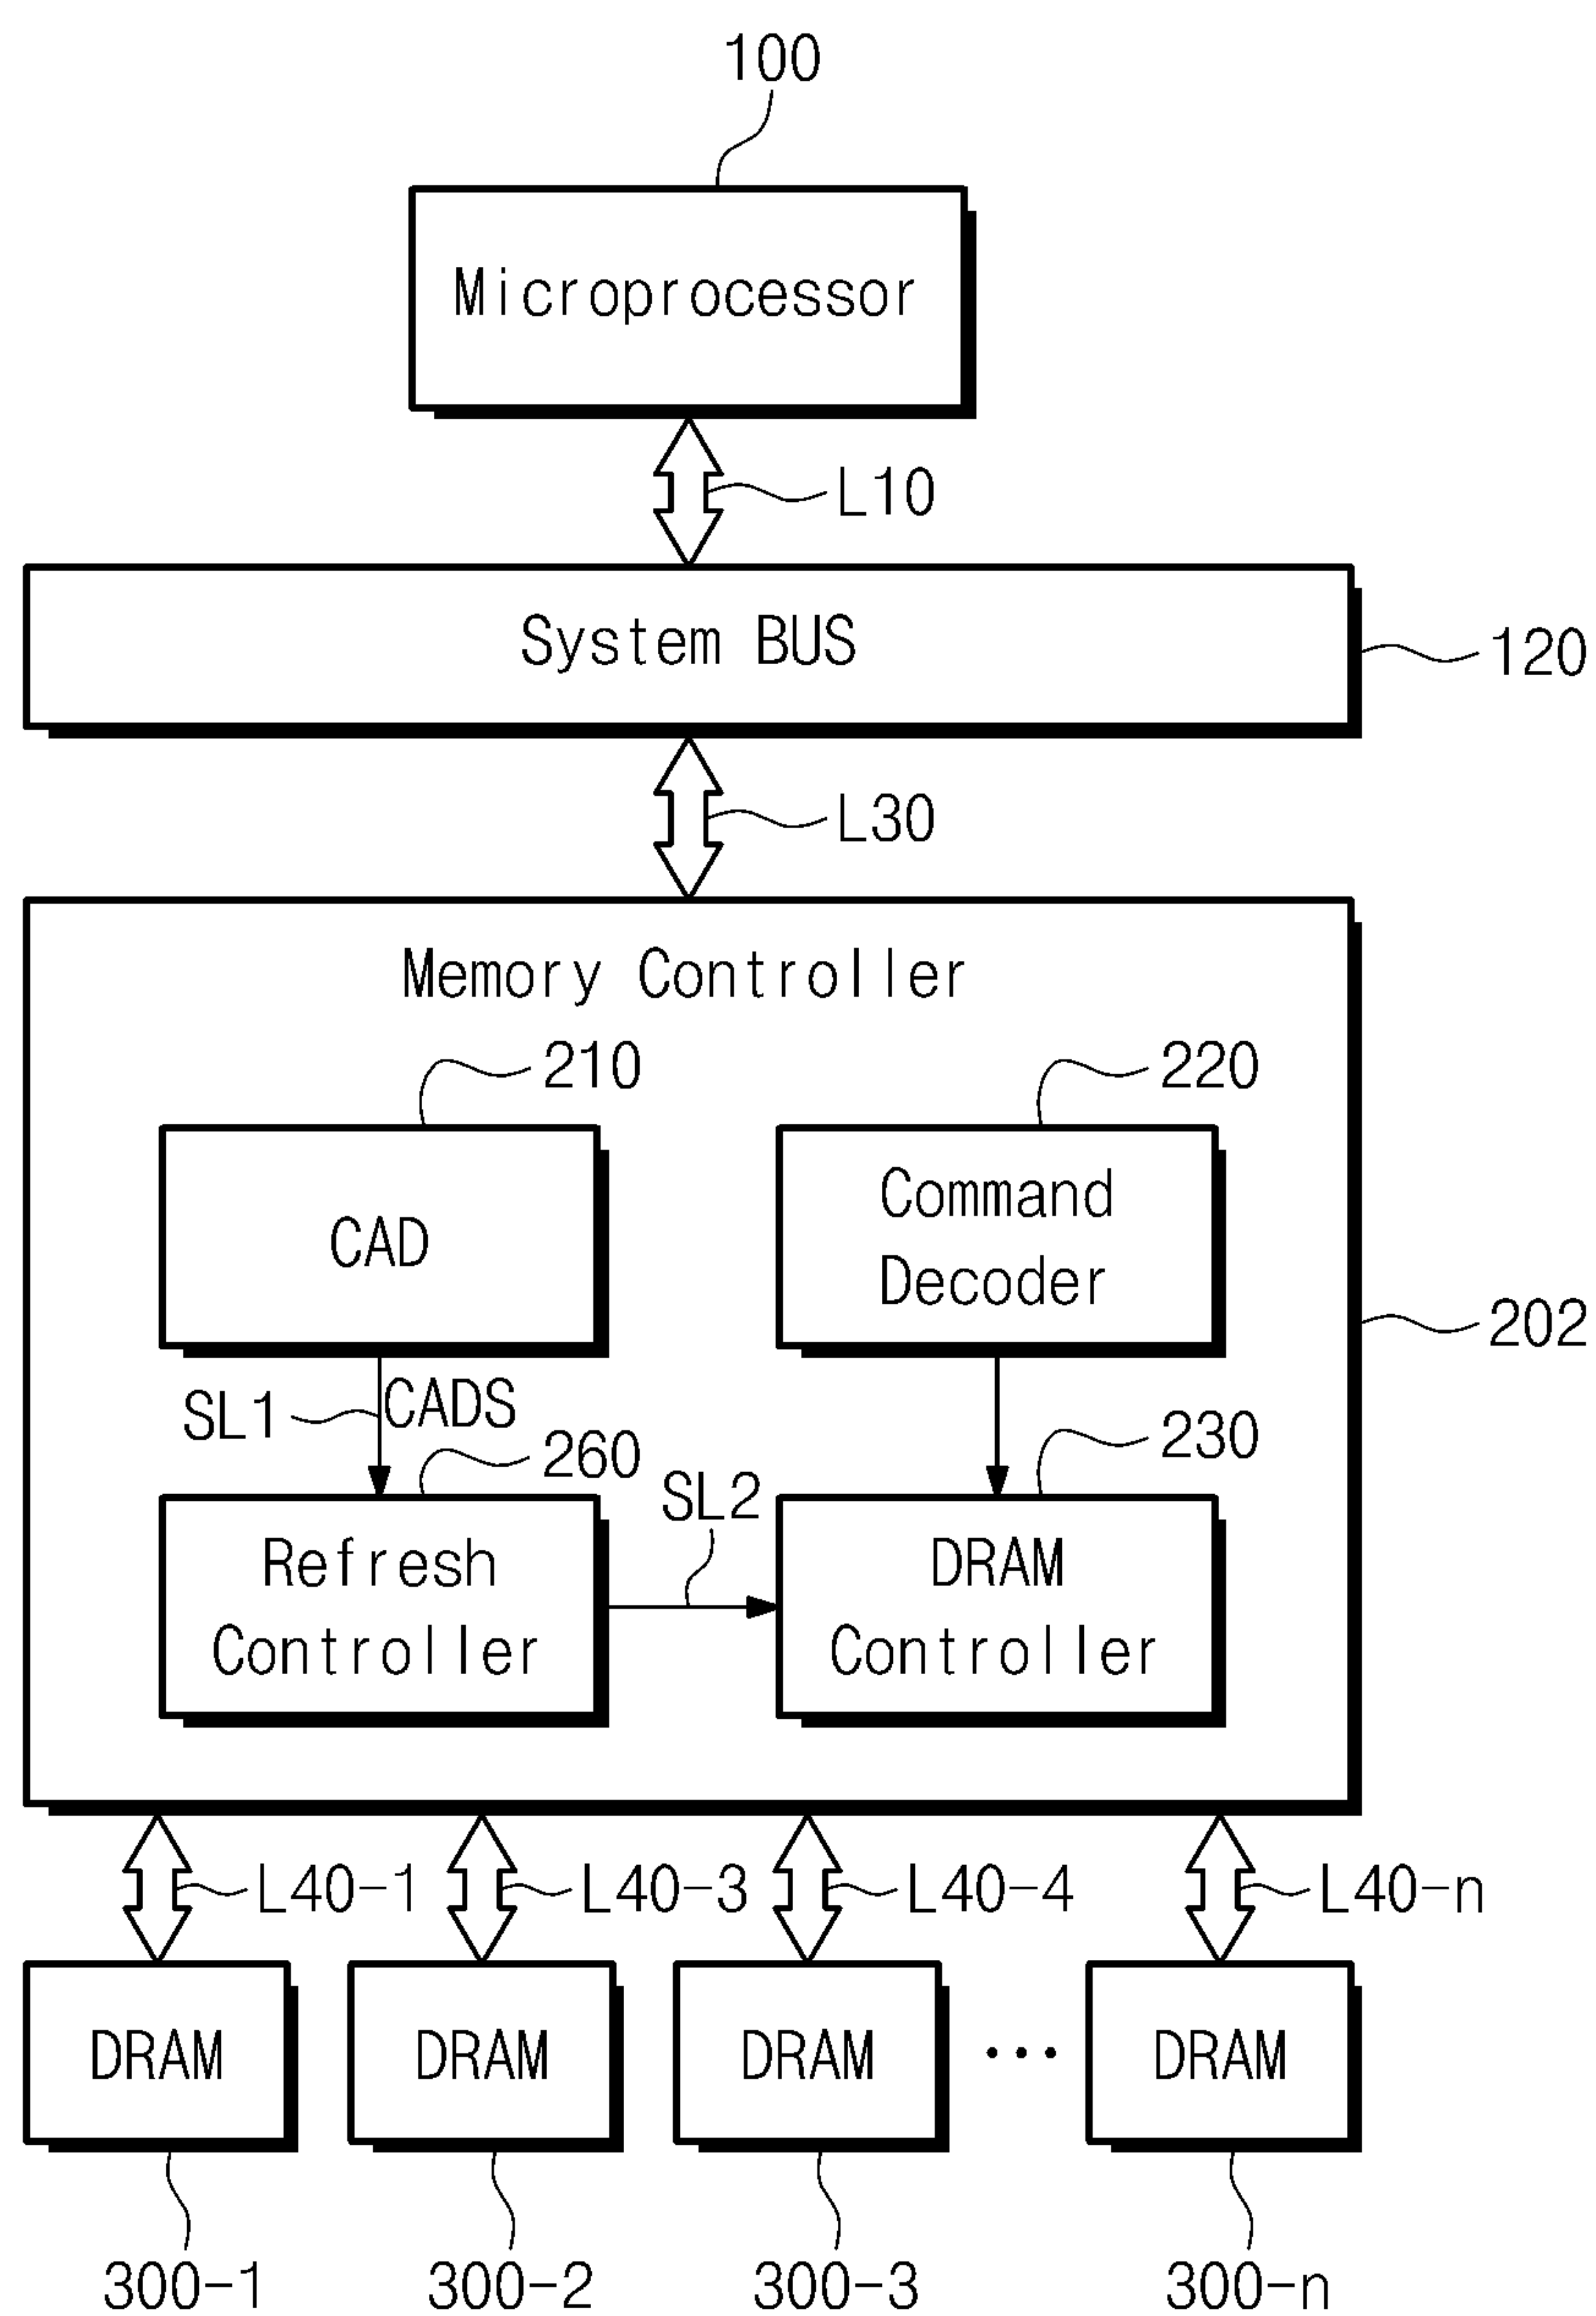 100
Microprocessor
L10
System BUS
120
L30
Memory Controller
210
220
CAD
Command
Decoder
202
SL1
CADS
260
SL2
230
Refresh
Controller
DRAM
Controller
L40-1
L40-3
L40-4
L40-n
DRAM
DRAM
DRAM
...
DRAM
300-1
300-2
300-3
300-n